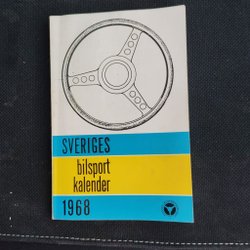 SVERIGES
bilsport
kalender
1968